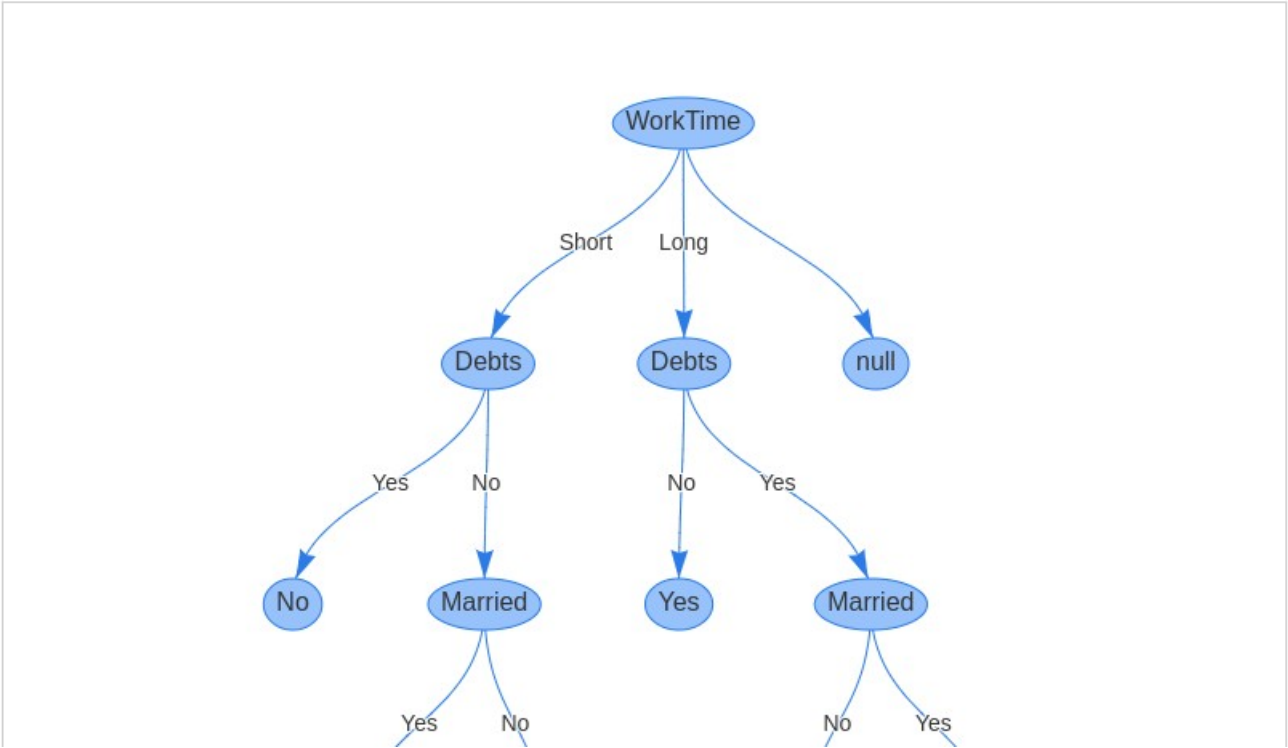 WorkTime
Short
Long
Debts
Debts
null
Yes
No
No
Yes
No
Married
Yes
Married
Yes
No
No
Yes